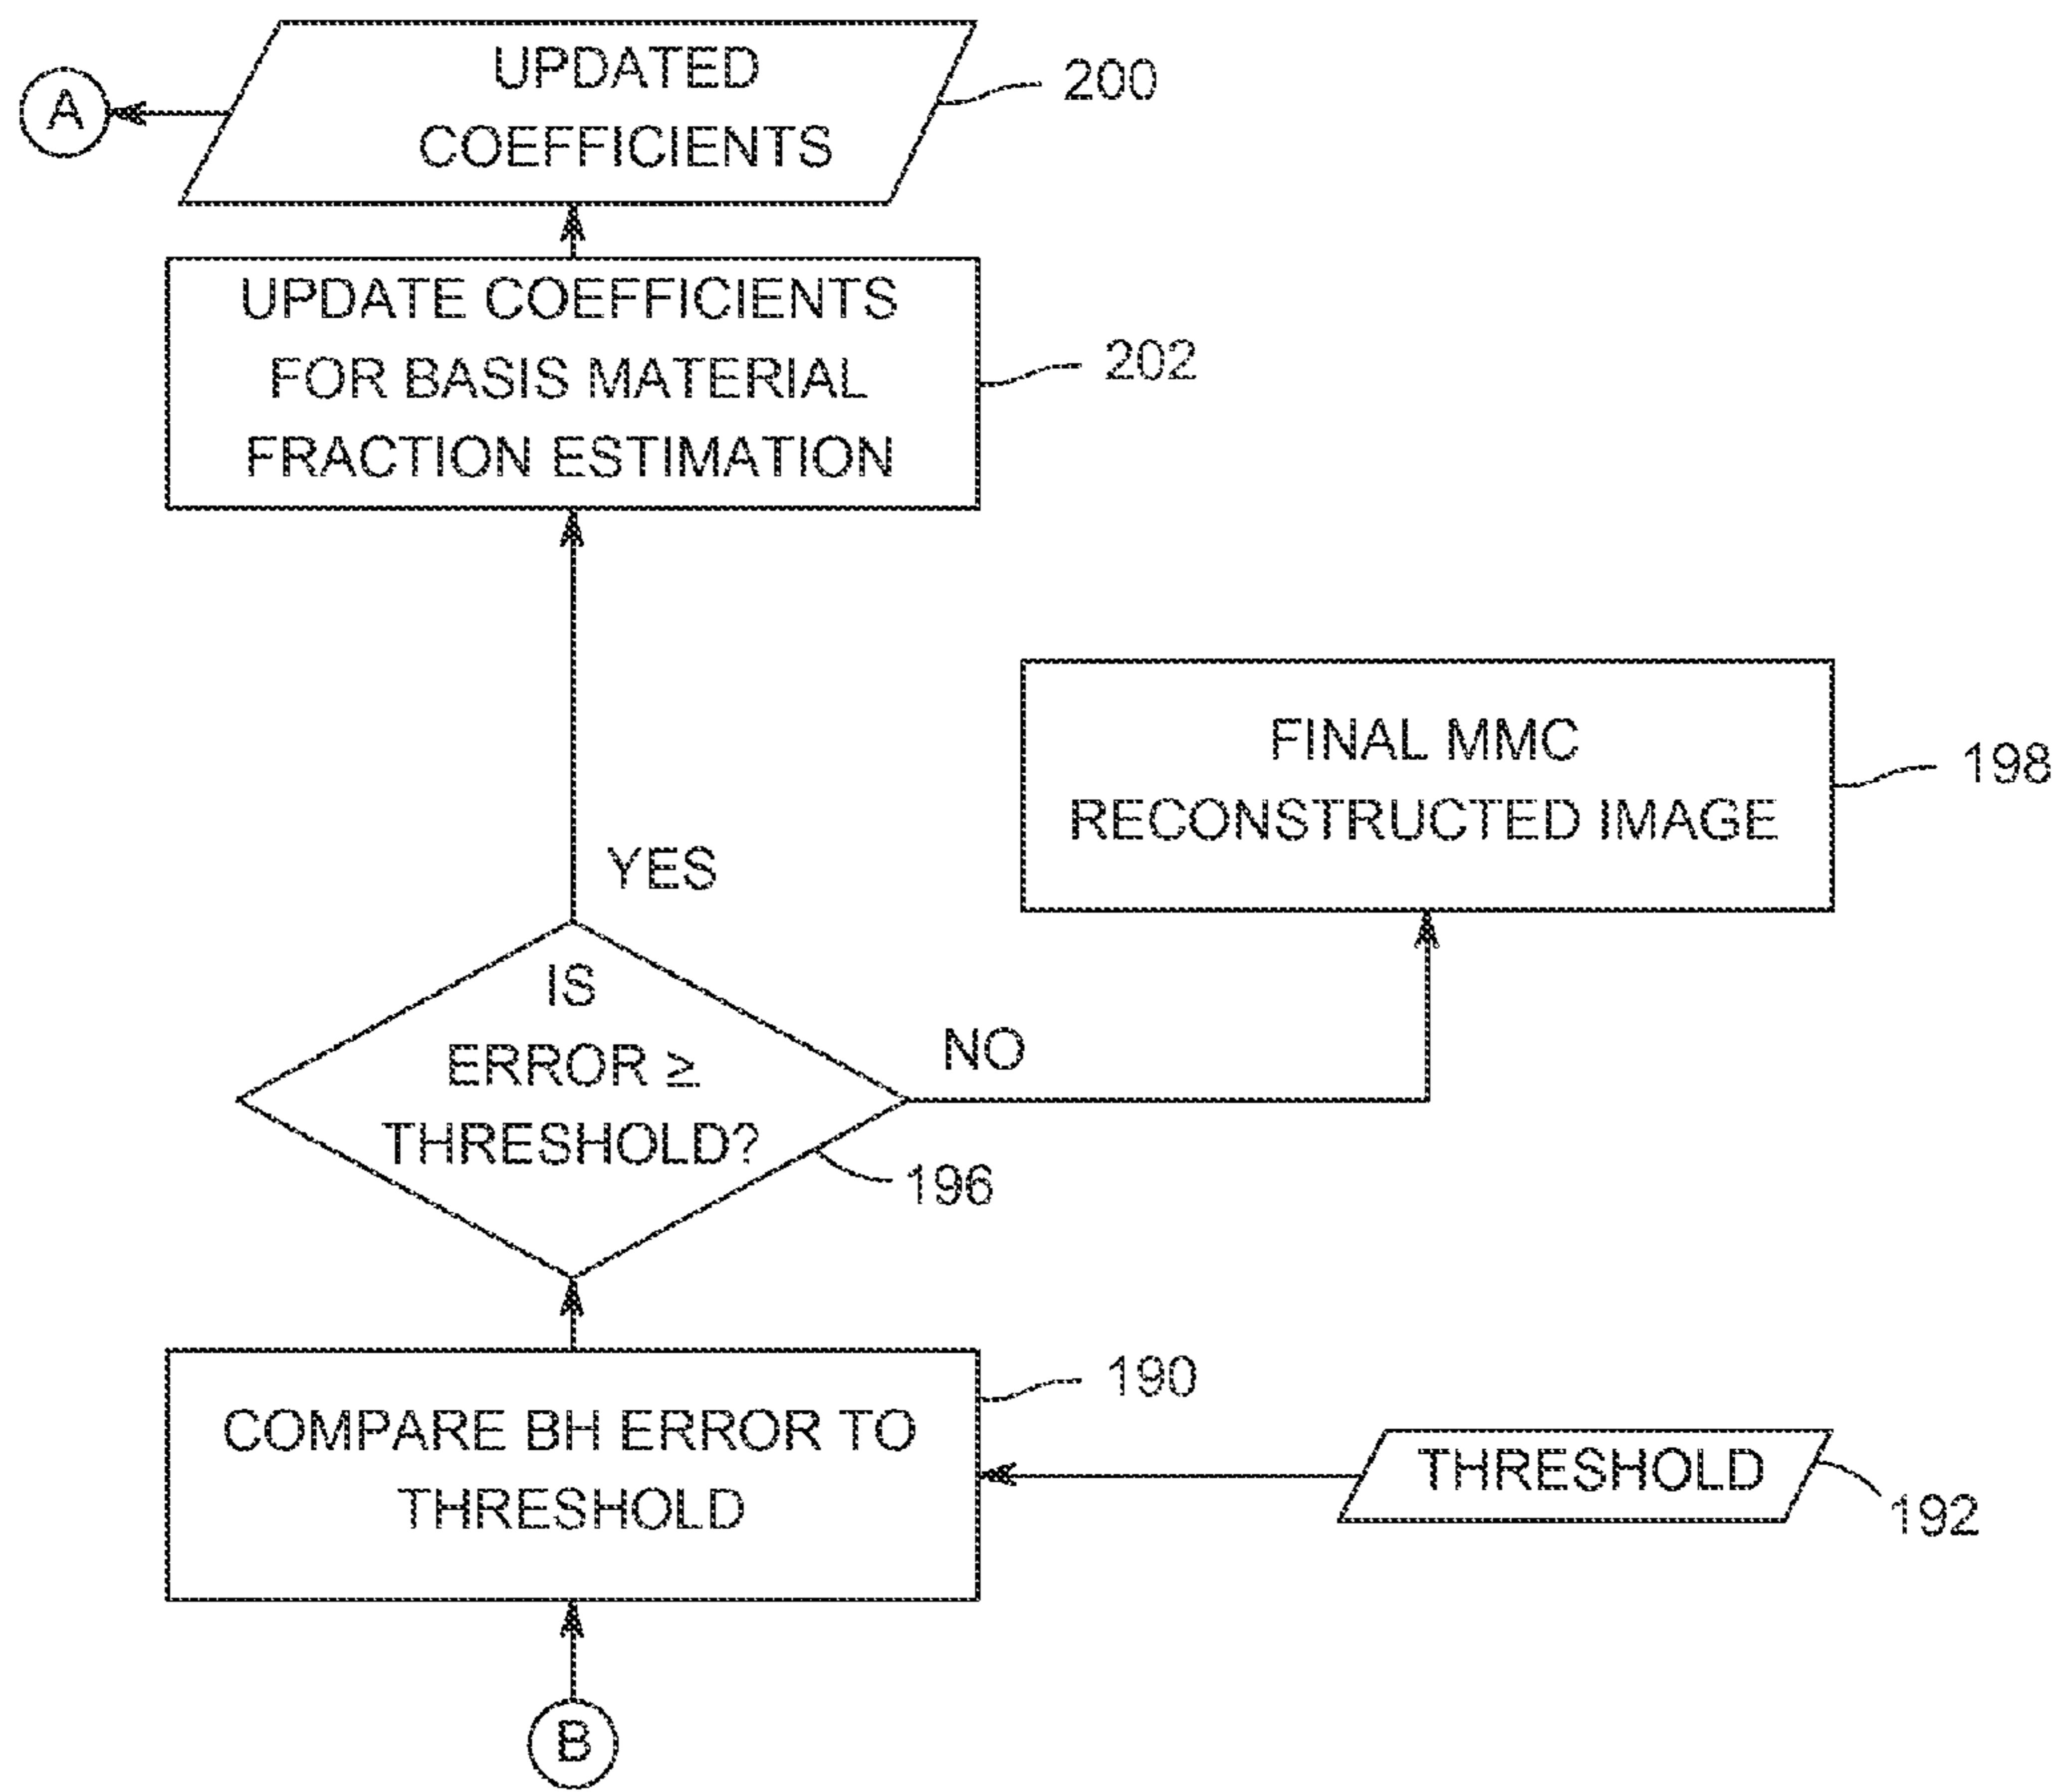 A
UPDATED
COEFFICIENTS
200
UPDATE COEFFICIENTS
FOR BASIS MATERIAL
FRACTION ESTIMATION
202
FINAL MMC
RECONSTRUCTED IMAGE
198
YES
IS
ERROR ≥
THRESHOLD?
NO
196
COMPARE BH ERROR TO
THRESHOLD
190
THRESHOLD
192
B